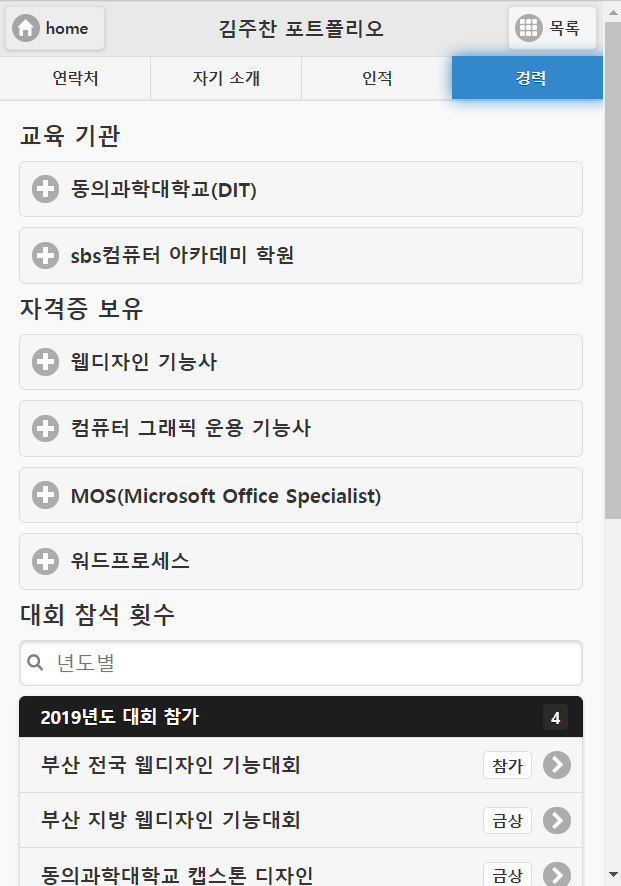 home
김주찬 포트폴리오
목록
연락처
자기 소개
인적
경력
교육 기관
동의과학대학교(DIT)
sbs컴퓨터 아카데미 학원
자격증 보유
웹디자인 기능사
컴퓨터 그래픽 운용 기능사
MOS(Microsoft Office Specialist)
워드프로세스
대회 참석 횟수
년도별
2019년도 대회 참가 4
부산 전국 웹디자인 기능대회 참가
부산 지방 웹디자인 기능대회 금상
동의과학대학교 캡스톤 디자인 금상